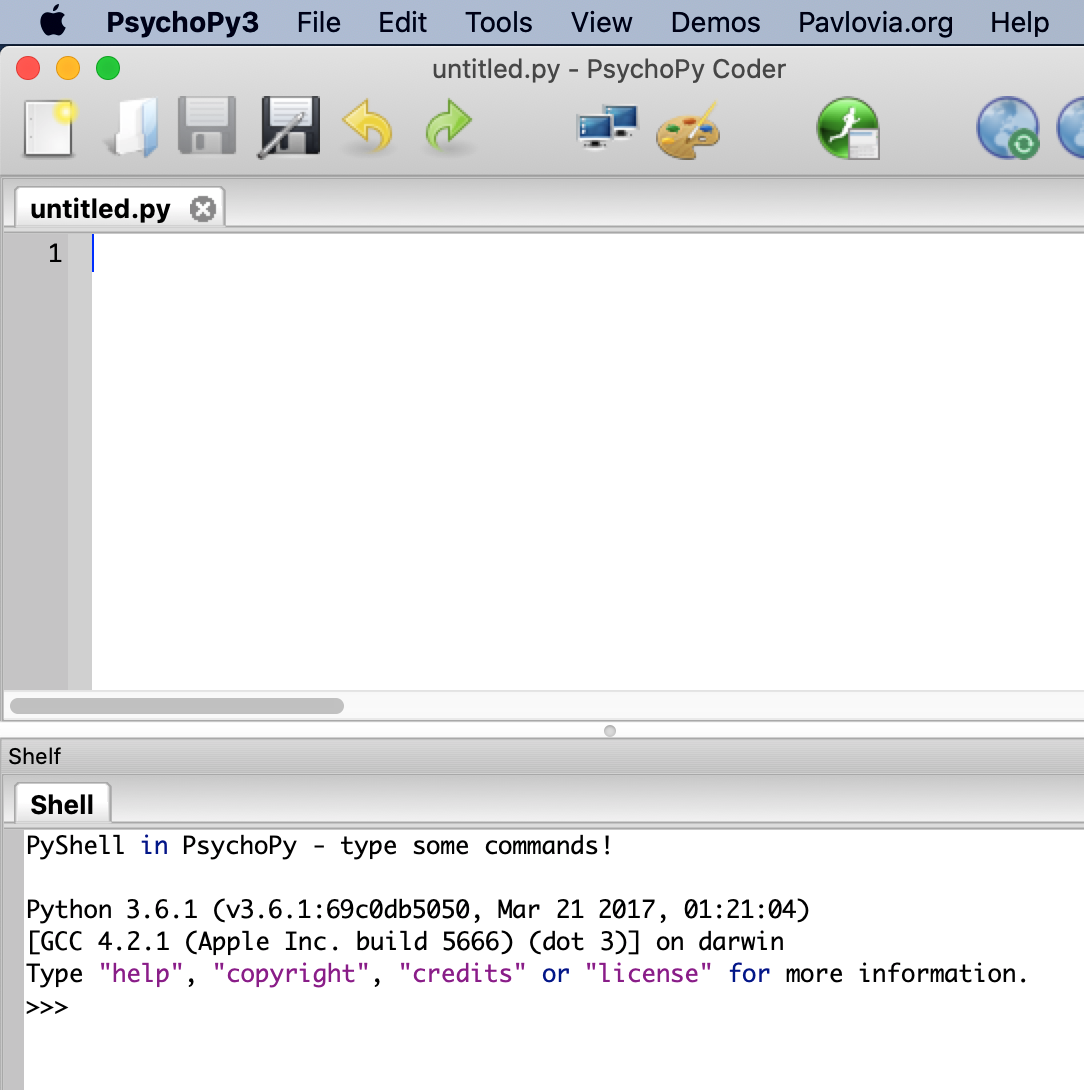 PsychoPy3 File Edit Tools View Demos Pavlovia.org Help
untitled.py - PsychoPy Coder
untitled.py
1
Shelf
Shell
PyShell in PsychoPy - type some commands!
Python 3.6.1 (v3.6.1:69c0db5050, Mar 21 2017, 01:21:04)
[GCC 4.2.1 (Apple Inc. build 5666) (dot 3)] on darwin
Type "help", "copyright", "credits" or "license" for more information.
>>>